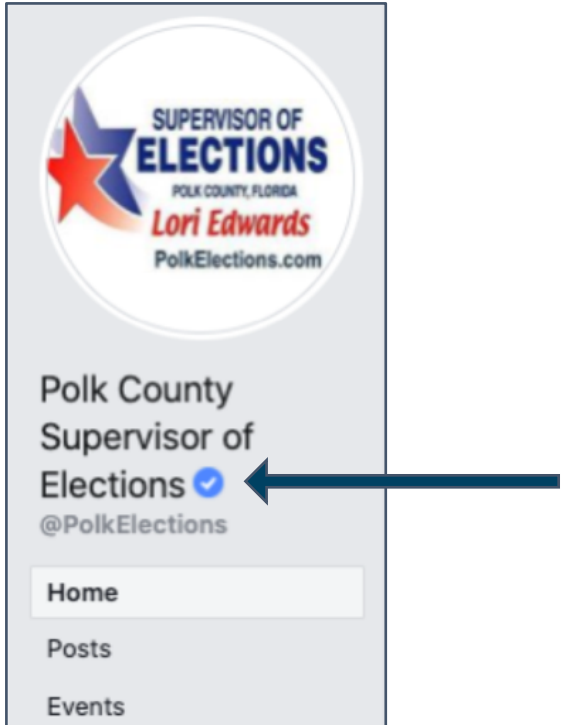 SUPERVISOR OF
ELECTIONS
POLK COUNTY, FLORIDA
Lori Edwards
PolkElections.com
Polk County
Supervisor of
Elections
@PolkElections
Home
Posts
Events